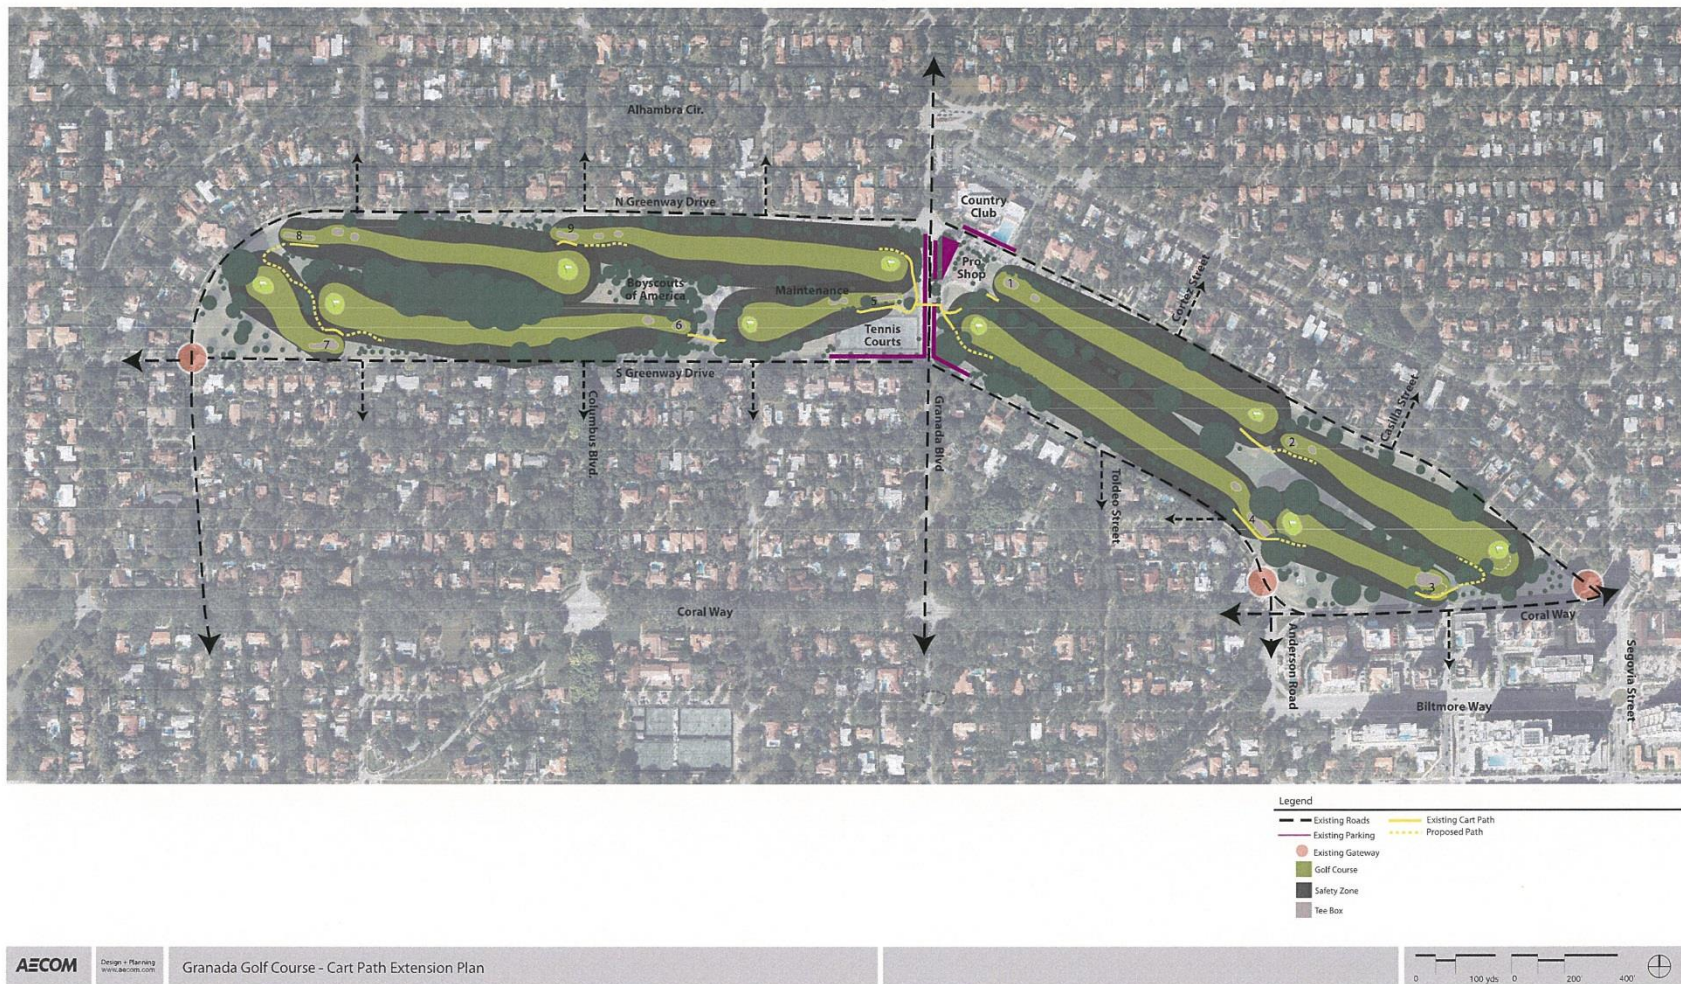 Alhambra Cir.
N Greenway Drive
Country
Club
Pro
Shop
8
9
1
Boyscouts
of America
Maintenance
5
6
7
Tennis
Courts
Cortez Street
S Greenway Drive
Columbus Blvd.
Granada Blvd
Casilla Street
2
Toldeo Street
4
3
Coral Way
Coral Way
Anderson Road
Segovia Street
Biltmore Way
Legend
Existing Roads
Existing Cart Path
Existing Parking
Proposed Path
Existing Gateway
Golf Course
Safety Zone
Tee Box
AECOM
Design + Planning
www.aecom.com
Granada Golf Course - Cart Path Extension Plan
0 100 yds 0 200 400'